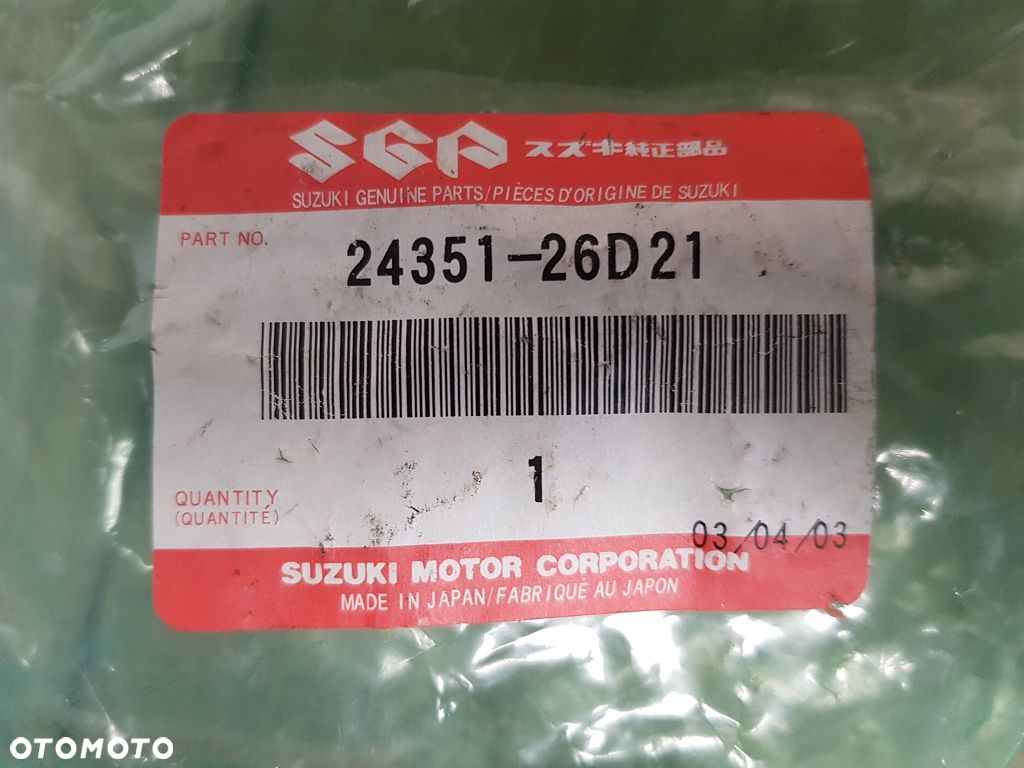 SGP スズキ純正部品
SUZUKI GENUINE PARTS/PIÈCES D'ORIGINE DE SUZUKI
PART NO. 24351-26D21
1
QUANTITY
(QUANTITÉ)
03/04/03
SUZUKI MOTOR CORPORATION
MADE IN JAPAN/FABRIQUÉ AU JAPON
OTOMOTO